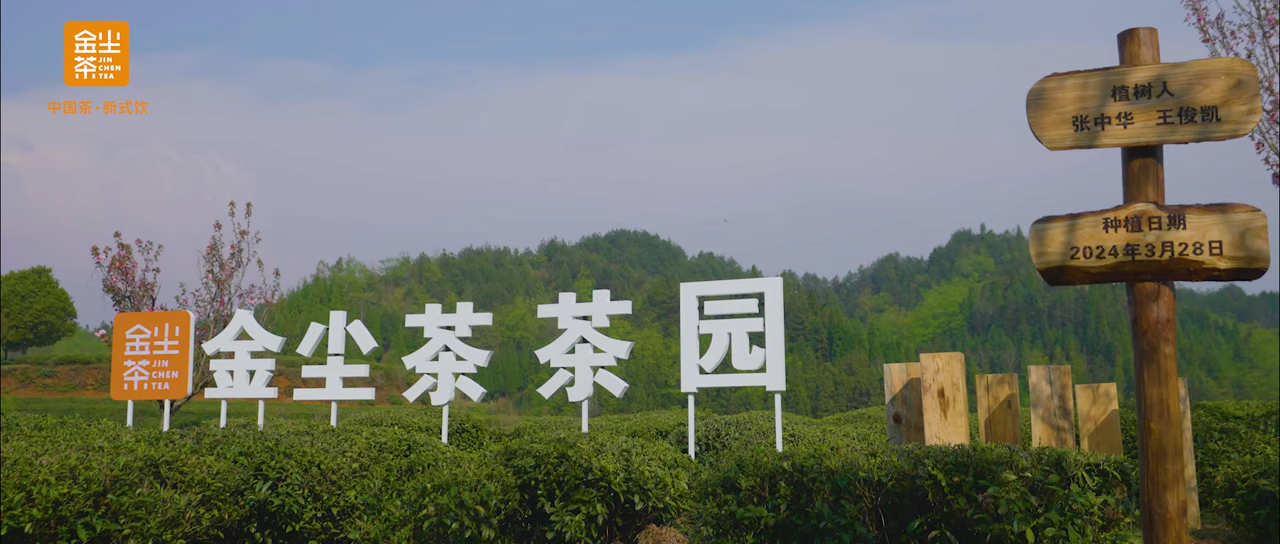 金尘
茶 JIN
CHEN
TEA
中国茶·新式饮
植树人
张中华 王俊凯
种植日期
2024年3月28日
金尘
茶 JIN
CHEN
TEA
金尘茶茶园